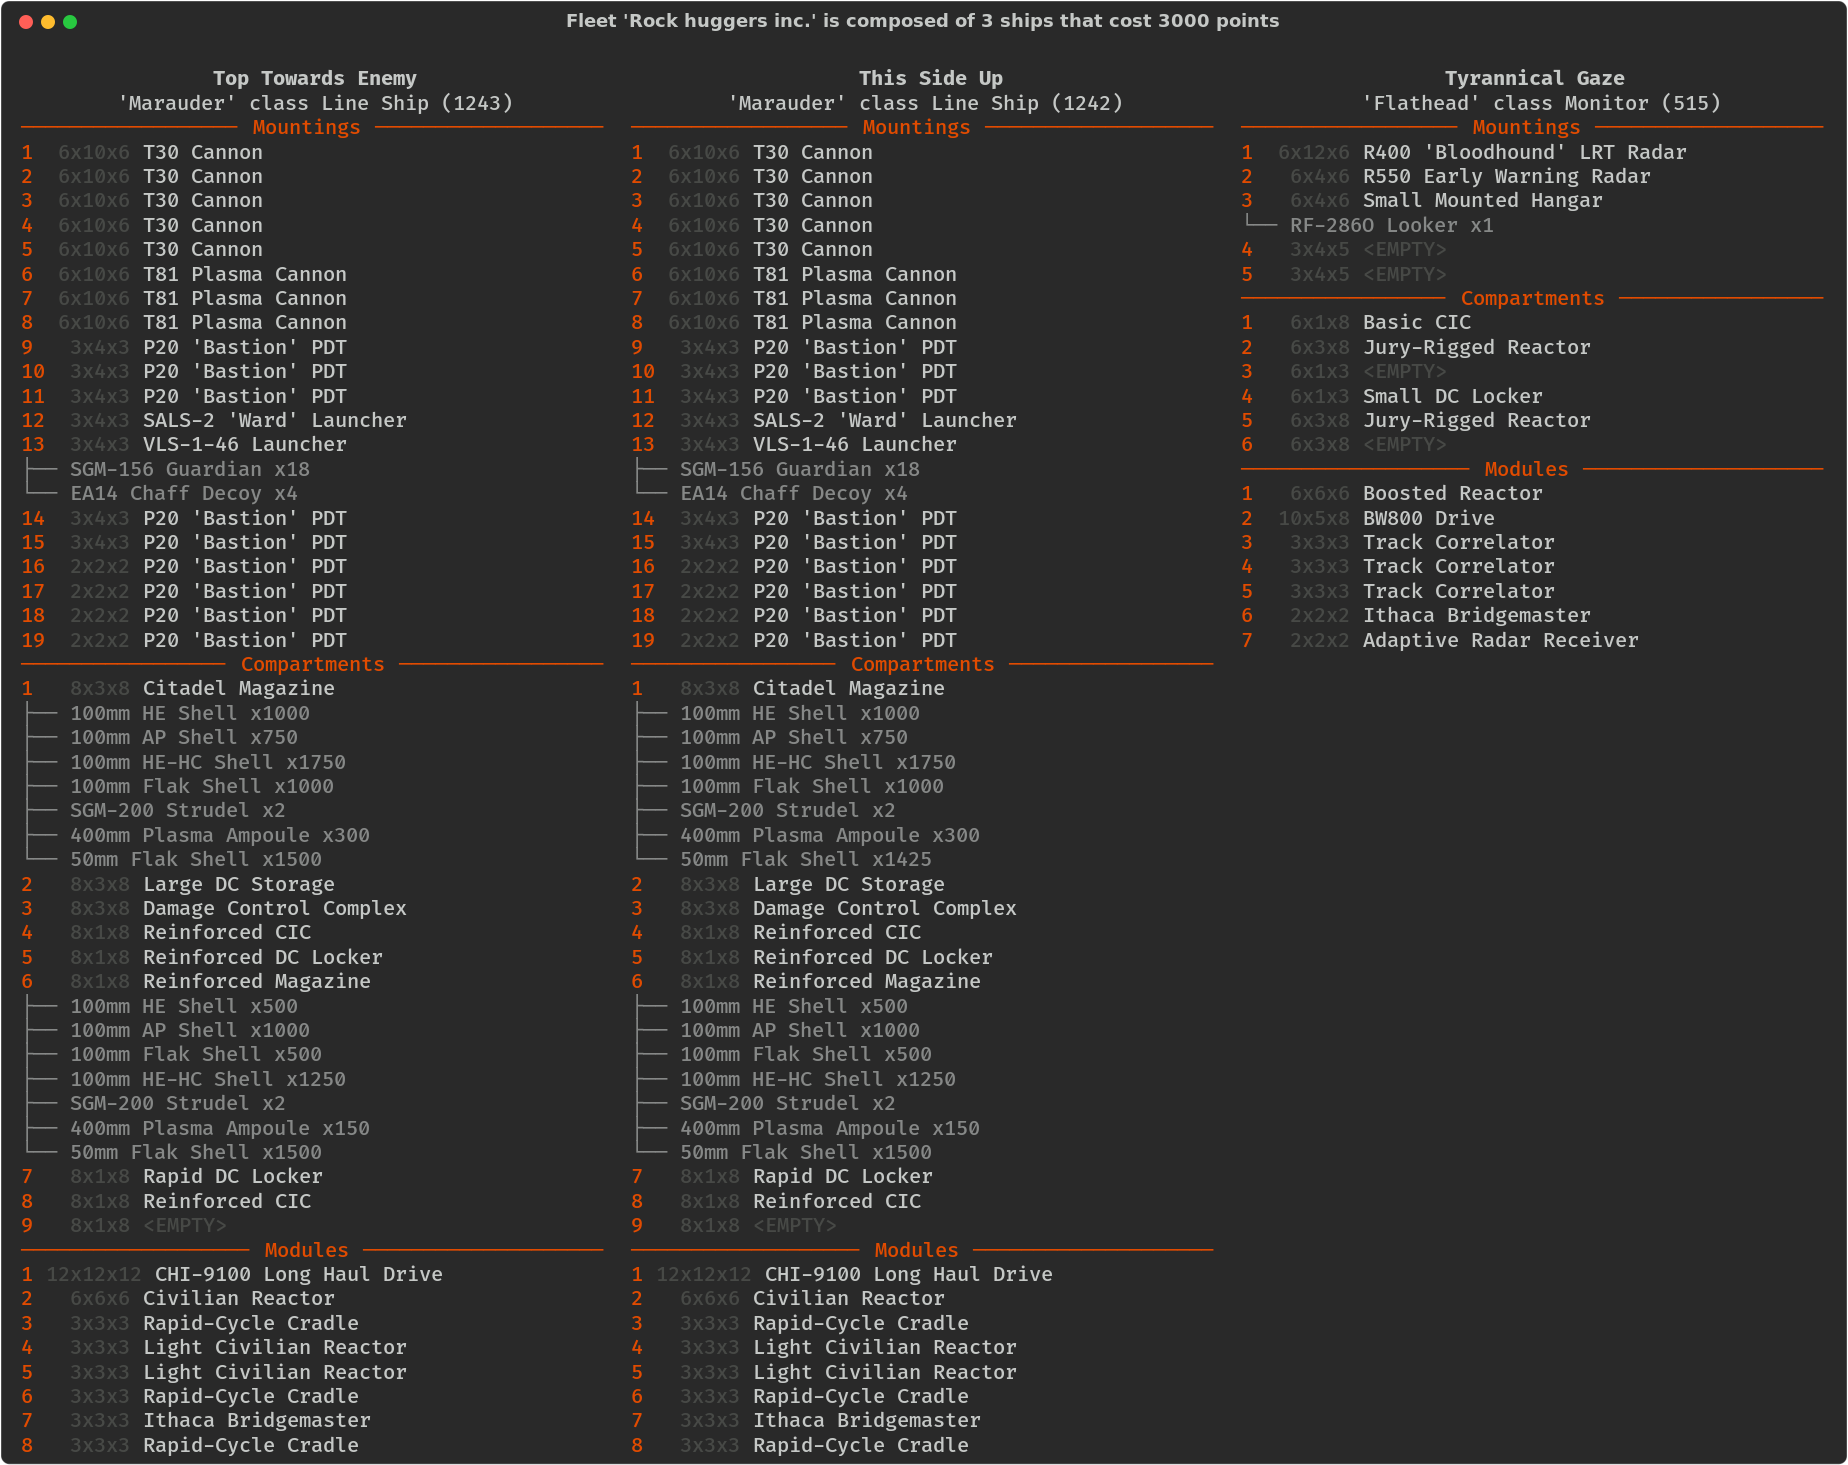 Fleet 'Rock huggers inc.' is composed of 3 ships that cost 3000 points
Top Towards Enemy
'Marauder' class Line Ship (1243)
Mountings
1 6x10x6 T30 Cannon
2 6x10x6 T30 Cannon
3 6x10x6 T30 Cannon
4 6x10x6 T30 Cannon
5 6x10x6 T30 Cannon
6 6x10x6 T81 Plasma Cannon
7 6x10x6 T81 Plasma Cannon
8 6x10x6 T81 Plasma Cannon
9 3x4x3 P20 'Bastion' PDT
10 3x4x3 P20 'Bastion' PDT
11 3x4x3 P20 'Bastion' PDT
12 3x4x3 SALS-2 'Ward' Launcher
13 3x4x3 VLS-1-46 Launcher
SGM-156 Guardian x18
EA14 Chaff Decoy x4
14 3x4x3 P20 'Bastion' PDT
15 3x4x3 P20 'Bastion' PDT
16 2x2x2 P20 'Bastion' PDT
17 2x2x2 P20 'Bastion' PDT
18 2x2x2 P20 'Bastion' PDT
19 2x2x2 P20 'Bastion' PDT
Compartments
1 8x3x8 Citadel Magazine
100mm HE Shell x1000
100mm AP Shell x750
100mm HE-HC Shell x1750
100mm Flak Shell x1000
SGM-200 Strudel x2
400mm Plasma Ampoule x300
50mm Flak Shell x1500
2 8x3x8 Large DC Storage
3 8x3x8 Damage Control Complex
4 8x1x8 Reinforced CIC
5 8x1x8 Reinforced DC Locker
6 8x1x8 Reinforced Magazine
100mm HE Shell x500
100mm AP Shell x1000
100mm Flak Shell x500
100mm HE-HC Shell x1250
SGM-200 Strudel x2
400mm Plasma Ampoule x150
50mm Flak Shell x1500
7 8x1x8 Rapid DC Locker
8 8x1x8 Reinforced CIC
9 8x1x8 <EMPTY>
Modules
1 12x12x12 CHI-9100 Long Haul Drive
2 6x6x6 Civilian Reactor
3 3x3x3 Rapid-Cycle Cradle
4 3x3x3 Light Civilian Reactor
5 3x3x3 Light Civilian Reactor
6 3x3x3 Rapid-Cycle Cradle
7 3x3x3 Ithaca Bridgemaster
8 3x3x3 Rapid-Cycle Cradle
This Side Up
'Marauder' class Line Ship (1242)
Mountings
1 6x10x6 T30 Cannon
2 6x10x6 T30 Cannon
3 6x10x6 T30 Cannon
4 6x10x6 T30 Cannon
5 6x10x6 T30 Cannon
6 6x10x6 T81 Plasma Cannon
7 6x10x6 T81 Plasma Cannon
8 6x10x6 T81 Plasma Cannon
9 3x4x3 P20 'Bastion' PDT
10 3x4x3 P20 'Bastion' PDT
11 3x4x3 P20 'Bastion' PDT
12 3x4x3 SALS-2 'Ward' Launcher
13 3x4x3 VLS-1-46 Launcher
SGM-156 Guardian x18
EA14 Chaff Decoy x4
14 3x4x3 P20 'Bastion' PDT
15 3x4x3 P20 'Bastion' PDT
16 2x2x2 P20 'Bastion' PDT
17 2x2x2 P20 'Bastion' PDT
18 2x2x2 P20 'Bastion' PDT
19 2x2x2 P20 'Bastion' PDT
Compartments
1 8x3x8 Citadel Magazine
100mm HE Shell x1000
100mm AP Shell x750
100mm HE-HC Shell x1750
100mm Flak Shell x1000
SGM-200 Strudel x2
400mm Plasma Ampoule x300
50mm Flak Shell x1425
2 8x3x8 Large DC Storage
3 8x3x8 Damage Control Complex
4 8x1x8 Reinforced CIC
5 8x1x8 Reinforced DC Locker
6 8x1x8 Reinforced Magazine
100mm HE Shell x500
100mm AP Shell x1000
100mm Flak Shell x500
100mm HE-HC Shell x1250
SGM-200 Strudel x2
400mm Plasma Ampoule x150
50mm Flak Shell x1500
7 8x1x8 Rapid DC Locker
8 8x1x8 Reinforced CIC
9 8x1x8 <EMPTY>
Modules
1 12x12x12 CHI-9100 Long Haul Drive
2 6x6x6 Civilian Reactor
3 3x3x3 Rapid-Cycle Cradle
4 3x3x3 Light Civilian Reactor
5 3x3x3 Light Civilian Reactor
6 3x3x3 Rapid-Cycle Cradle
7 3x3x3 Ithaca Bridgemaster
8 3x3x3 Rapid-Cycle Cradle
Tyrannical Gaze
'Flathead' class Monitor (515)
Mountings
1 6x12x6 R400 'Bloodhound' LRT Radar
2 6x4x6 R550 Early Warning Radar
3 6x4x6 Small Mounted Hangar
RF-286O Looker x1
4 3x4x5 <EMPTY>
5 3x4x5 <EMPTY>
Compartments
1 6x1x8 Basic CIC
2 6x3x8 Jury-Rigged Reactor
3 6x1x3 <EMPTY>
4 6x1x3 Small DC Locker
5 6x3x8 Jury-Rigged Reactor
6 6x3x8 <EMPTY>
Modules
1 6x6x6 Boosted Reactor
2 10x5x8 BW800 Drive
3 3x3x3 Track Correlator
4 3x3x3 Track Correlator
5 3x3x3 Track Correlator
6 2x2x2 Ithaca Bridgemaster
7 2x2x2 Adaptive Radar Receiver